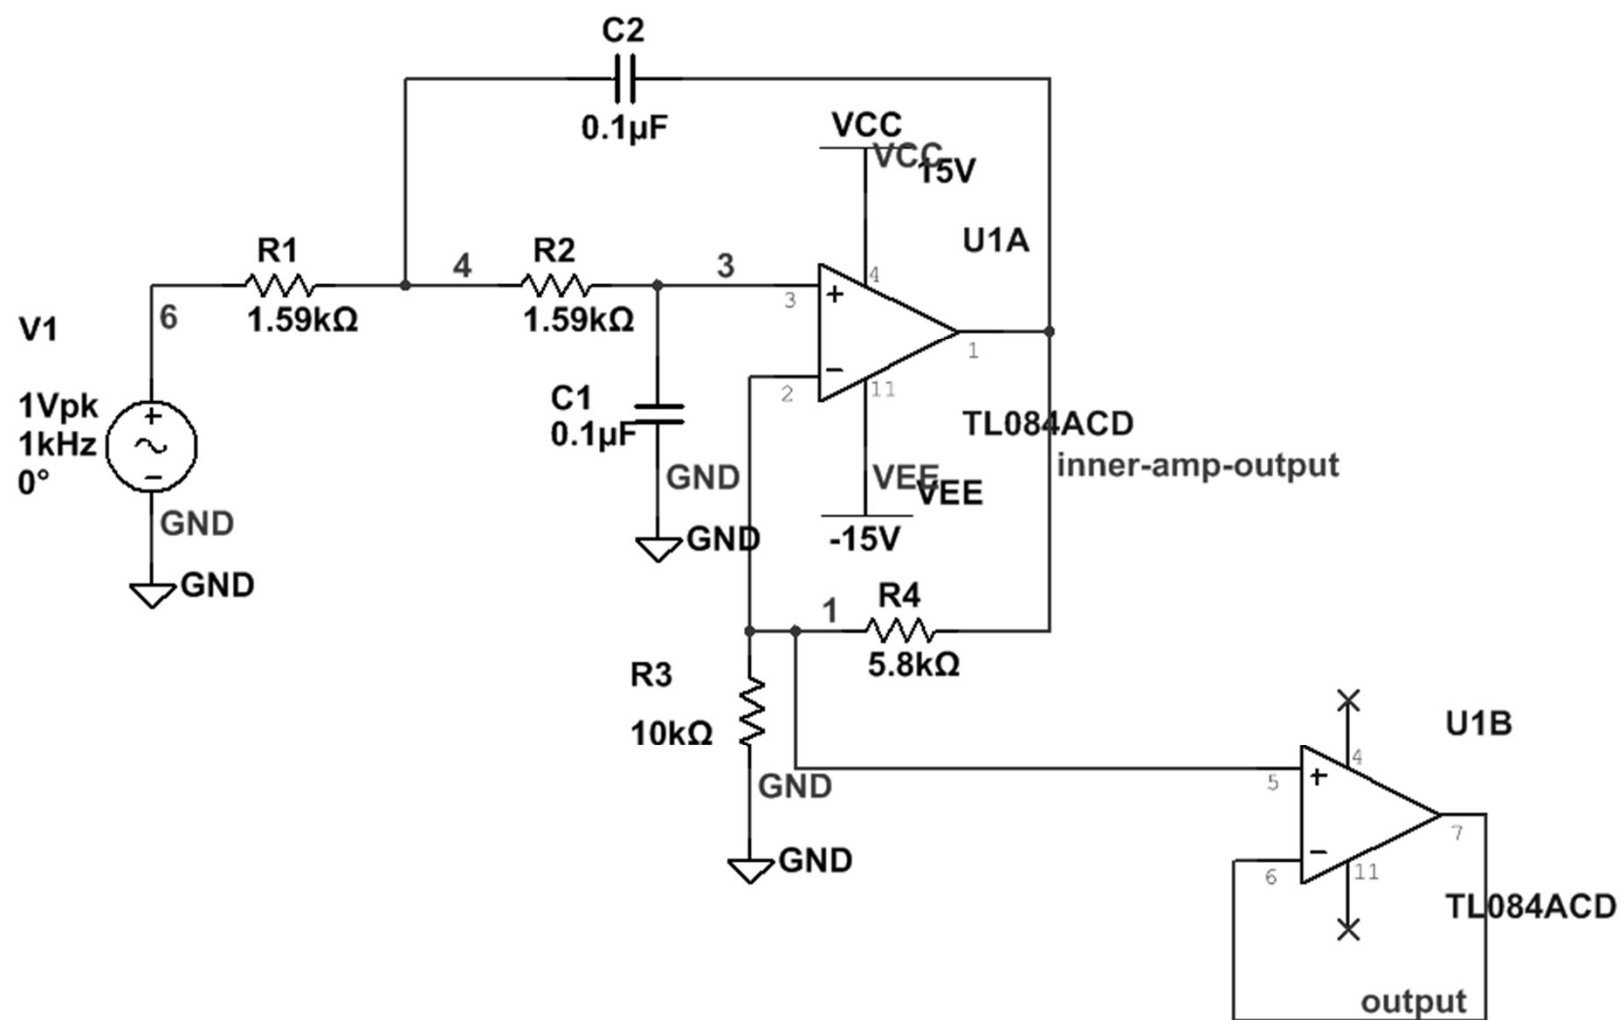 C2
0.1µF
VCC
VCC
15V
U1A
R1
4
R2
3
4
3
+
6
1.59kΩ
1.59kΩ
V1
1
2
−
11
1Vpk
1kHz
0°
+
−
C1
0.1µF
TL084ACD
GND
VEE
VEE
inner-amp-output
GND
GND
-15V
GND
1
R4
R3
5.8kΩ
10kΩ
U1B
GND
4
5
+
7
GND
6
−
11
TL084ACD
output